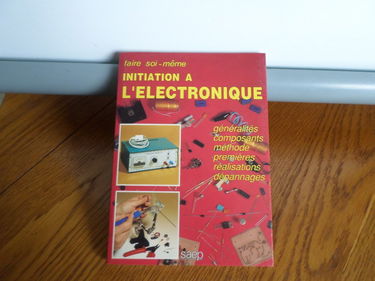 faire soi-même
INITIATION A
L'ELECTRONIQUE
généralités
composants
méthode
premières
réalisations
dépannages
saep